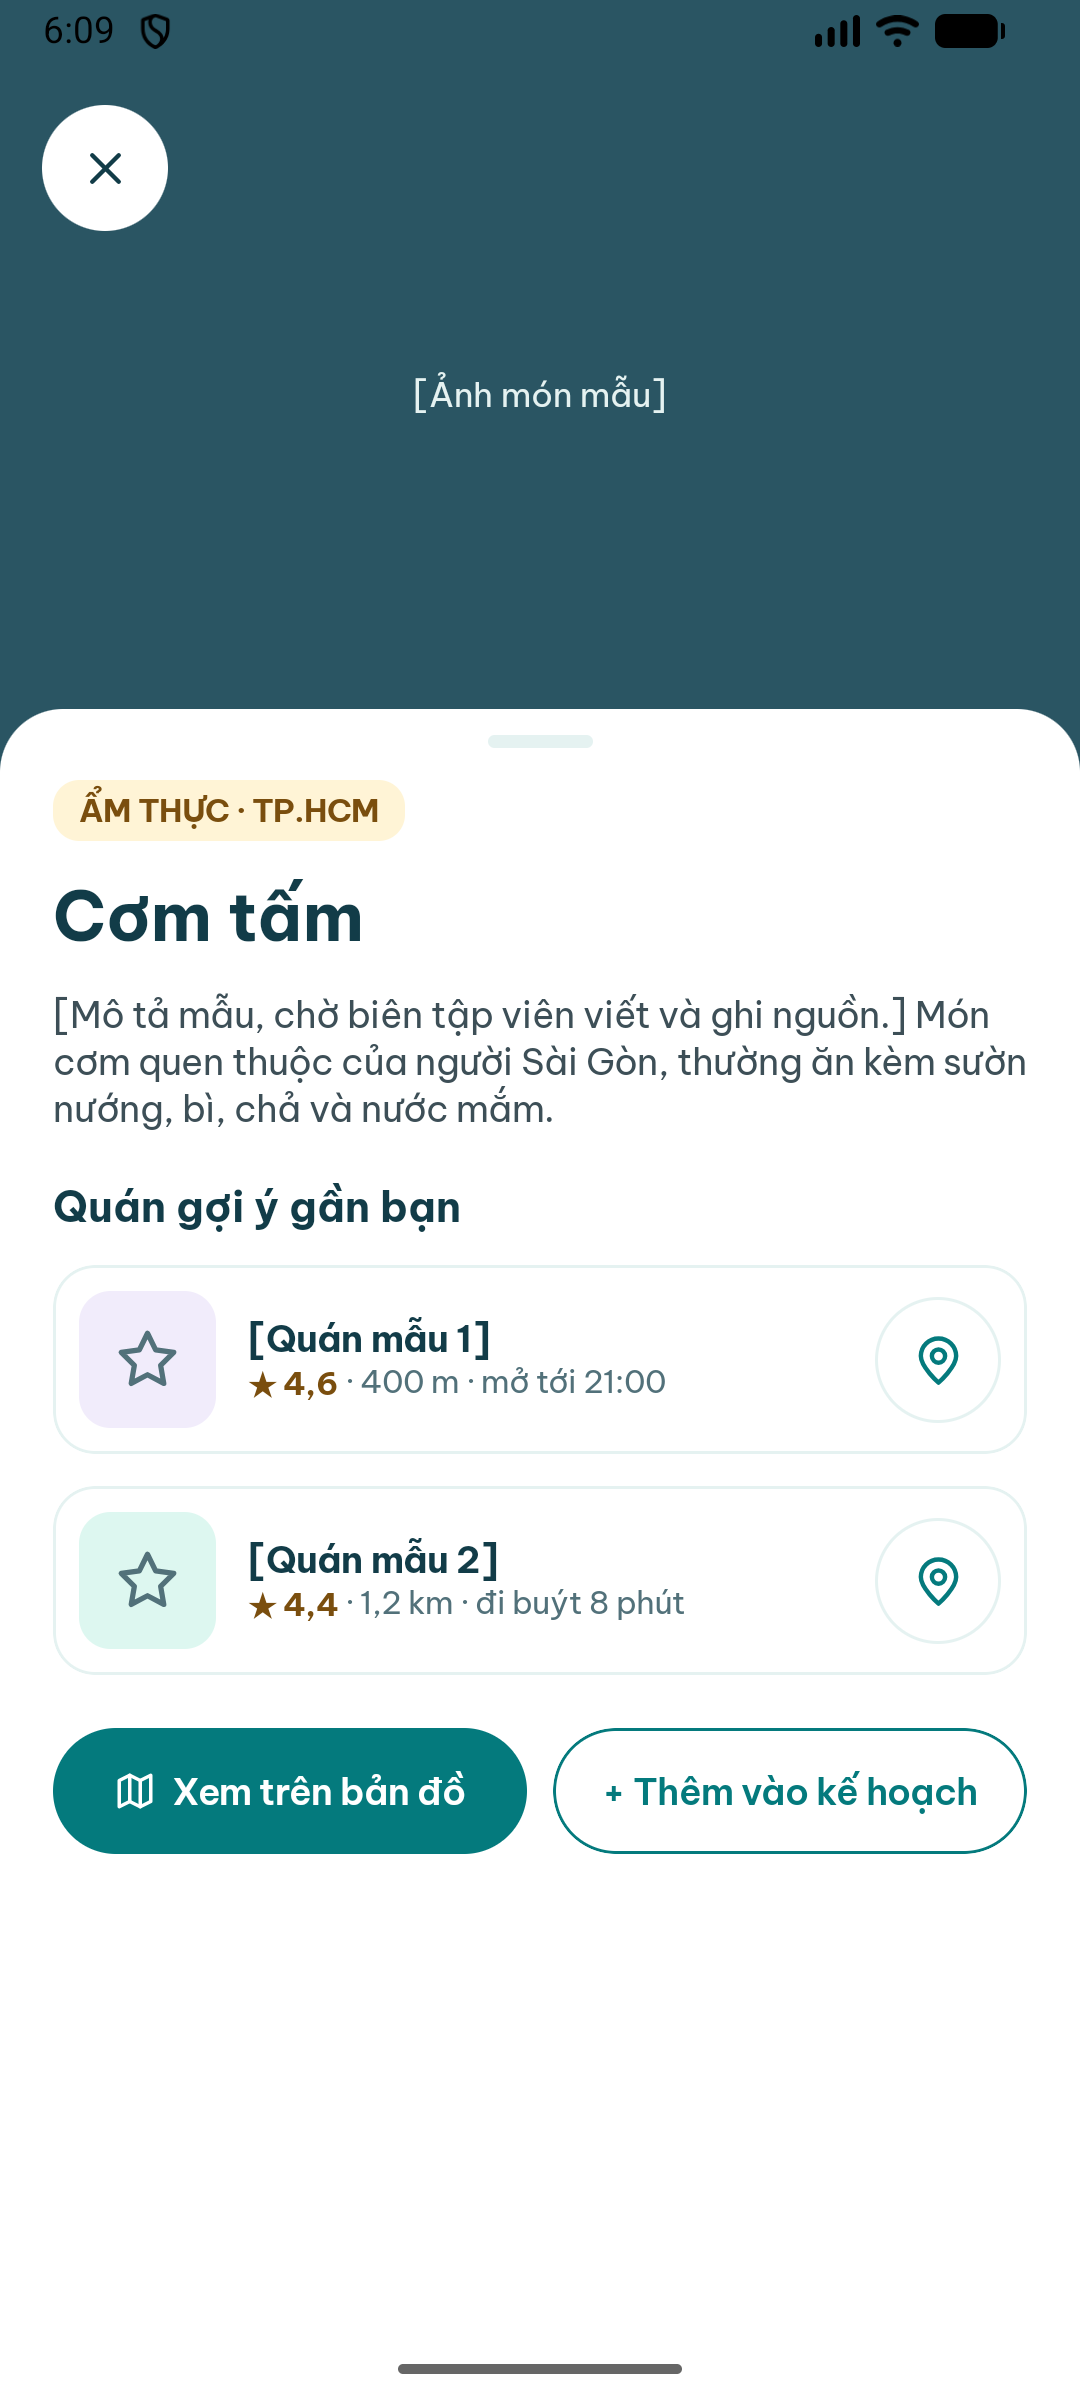 6:09
[Ảnh món mẫu]
ẨM THỰC · TP.HCM
Cơm tấm
[Mô tả mẫu, chờ biên tập viên viết và ghi nguồn.] Món
cơm quen thuộc của người Sài Gòn, thường ăn kèm sườn
nướng, bì, chả và nước mắm.
Quán gợi ý gần bạn
[Quán mẫu 1]
★ 4,6 · 400 m · mở tới 21:00
[Quán mẫu 2]
★ 4,4 · 1,2 km · đi buýt 8 phút
Xem trên bản đồ
+ Thêm vào kế hoạch